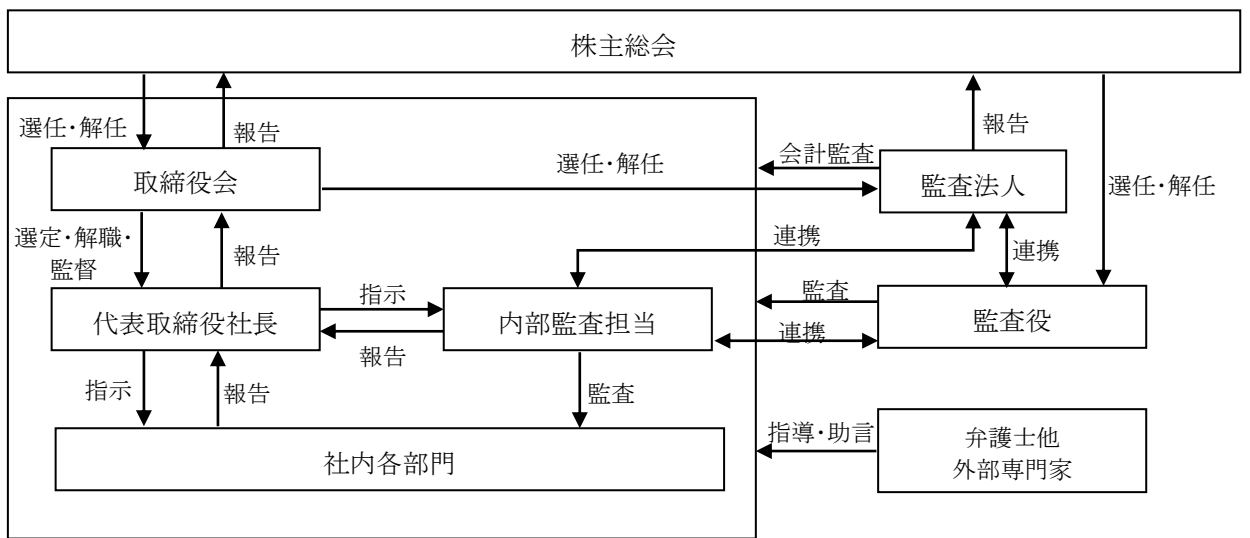 株主総会
選任・解任
報告
報告
会計監査
選任・解任
取締役会
監査法人
選任・解任
選定・解職・
監督
報告
連携
連携
指示
監査
代表取締役社長
内部監査担当
監査役
報告
連携
指示
報告
監査
指導・助言
弁護士他
外部専門家
社内各部門